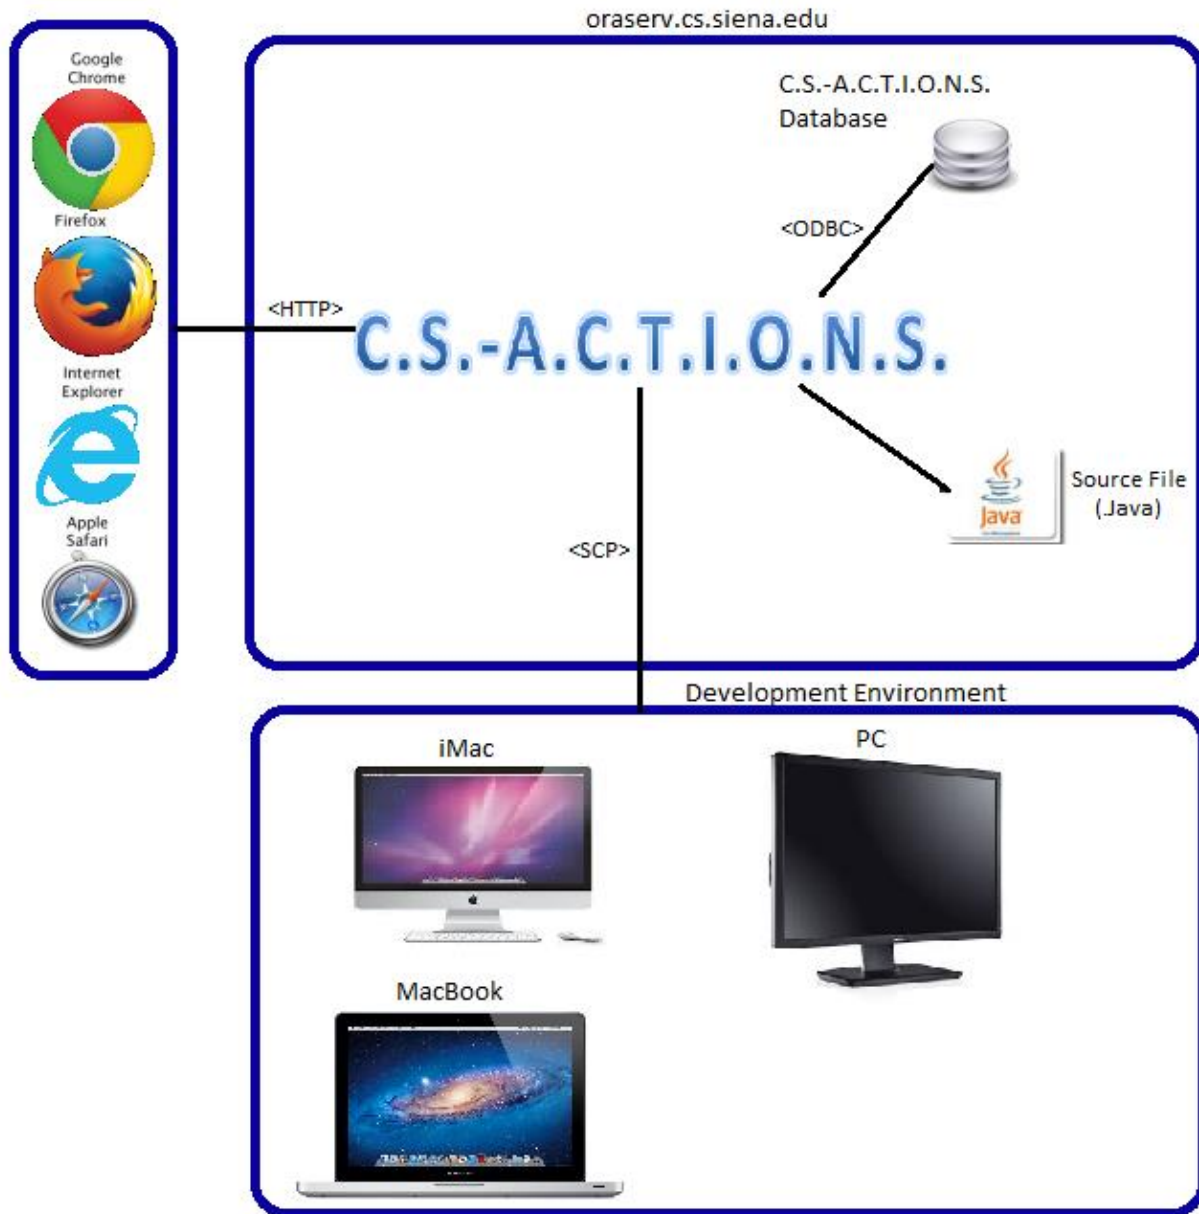 oraserv.cs.siena.edu
Google
Chrome
Firefox
Internet
Explorer
Apple
Safari
C.S.-A.C.T.I.O.N.S.
Database
<ODBC>
<HTTP>
C.S.-A.C.T.I.O.N.S.
Java
Source File
(.Java)
<SCP>
Development Environment
iMac
PC
MacBook